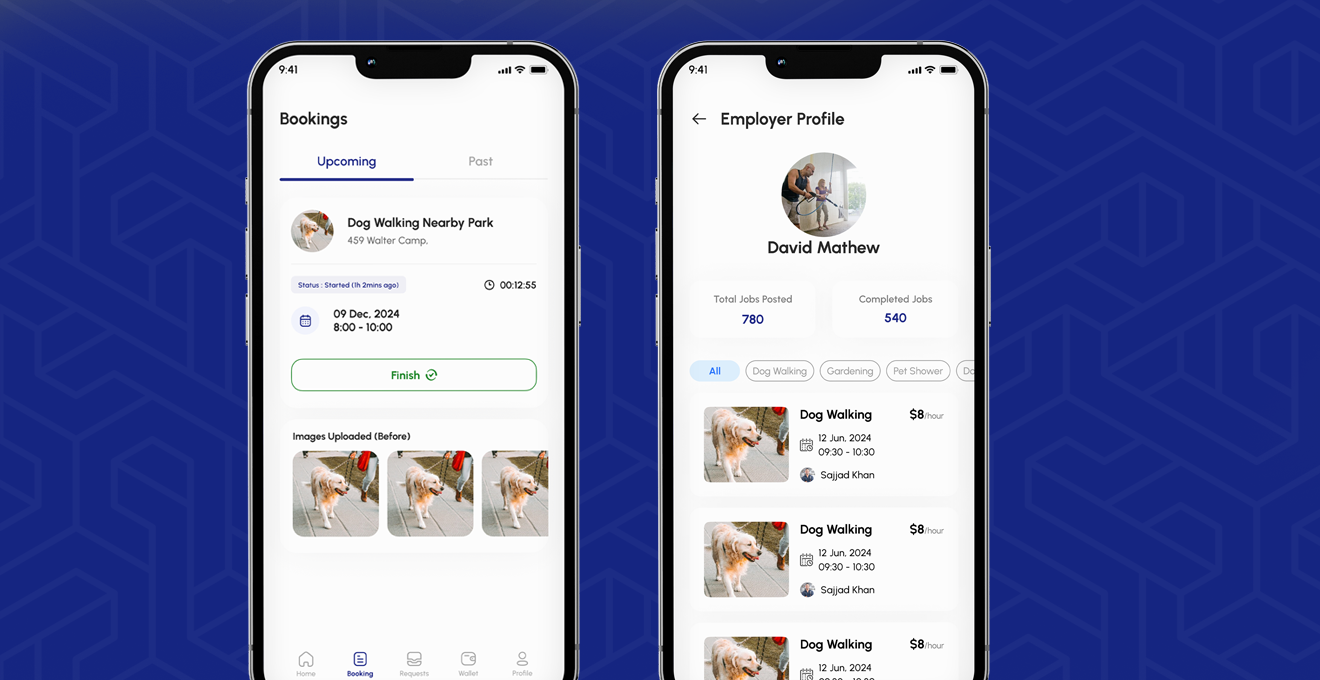 9:41
Bookings
Upcoming
Past
Dog Walking Nearby Park
459 Walter Camp,
Status : Started (1h 2mins ago)
00:12:55
09 Dec, 2024
8:00 - 10:00
Finish
Images Uploaded (Before)
Home
Booking
Requests
Wallet
Profile
9:41
Employer Profile
David Mathew
Total Jobs Posted
780
Completed Jobs
540
All
Dog Walking
Gardening
Pet Shower
Dog Walking
$8/hour
12 Jun, 2024
09:30 - 10:30
Sajjad Khan
Dog Walking
$8/hour
12 Jun, 2024
09:30 - 10:30
Sajjad Khan
Dog Walking
$8/hour
12 Jun, 2024